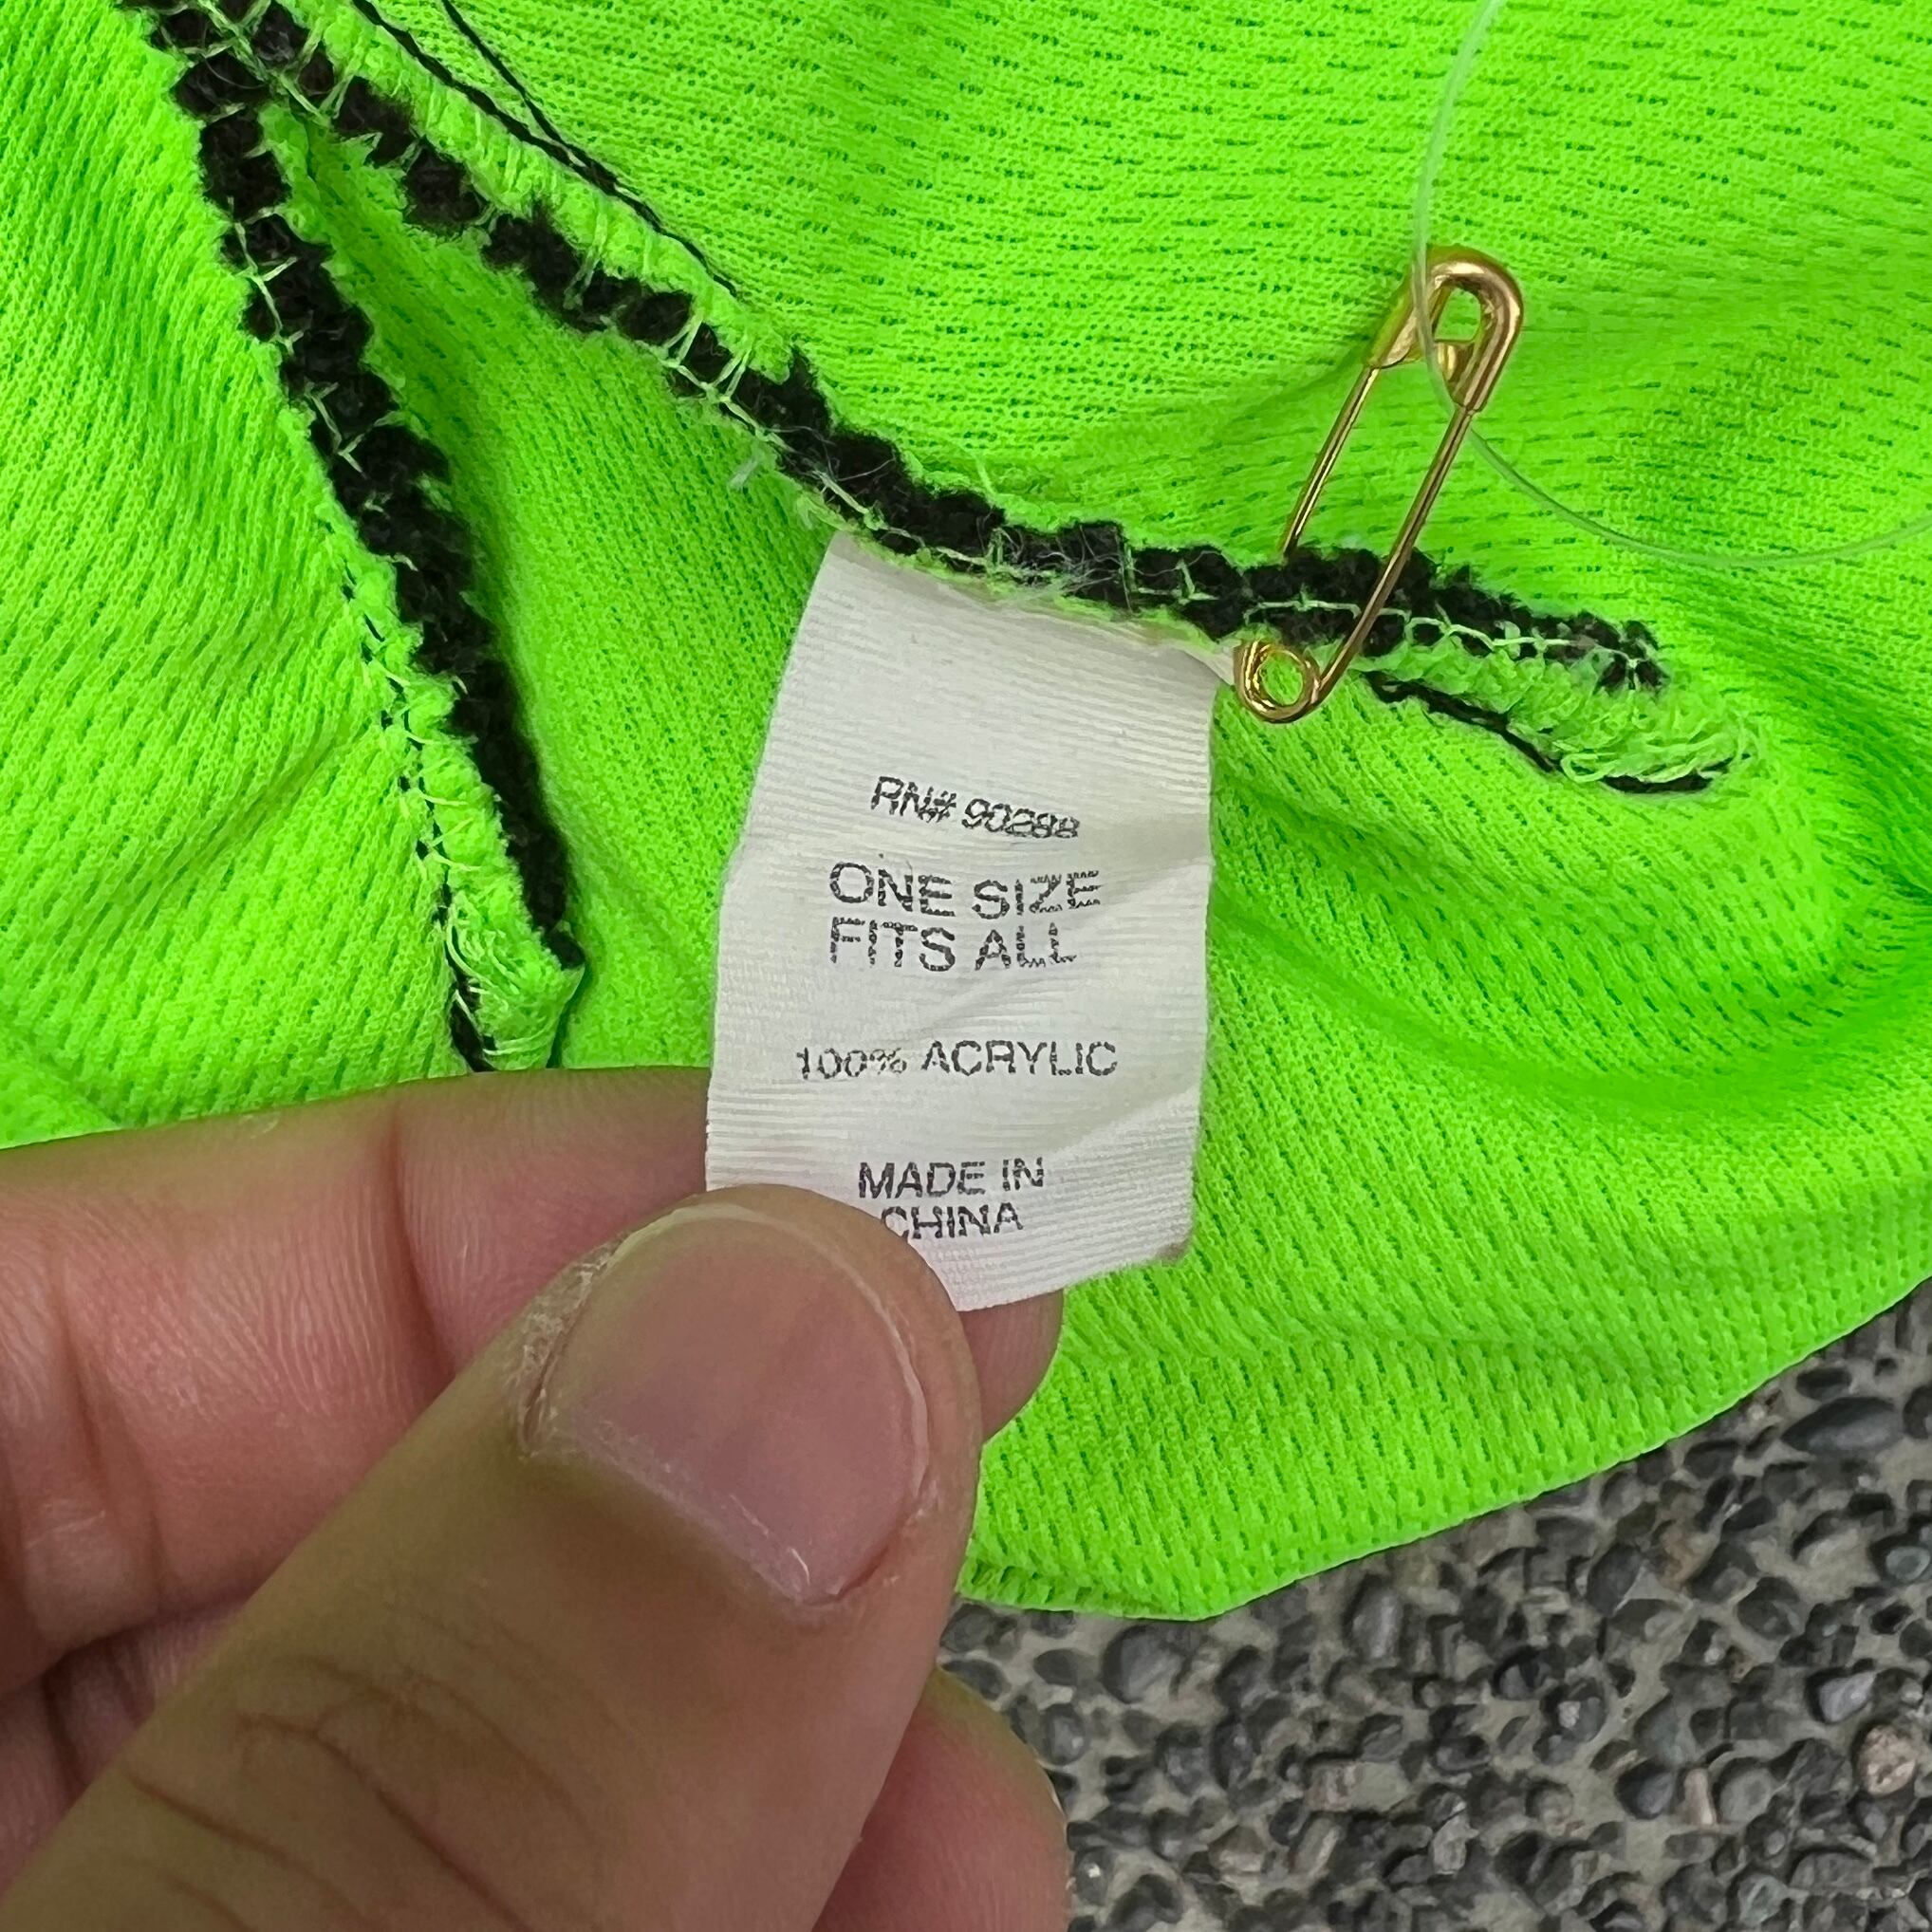 RN# 90288
ONE SIZE
FITS ALL
100% ACRYLIC
MADE IN
CHINA